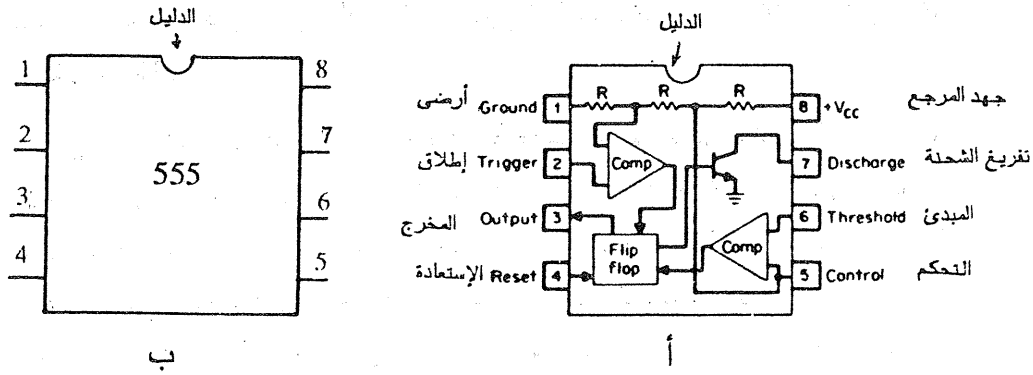 الدليل
1
8
2
7
3
6
4
5
555
ب
الدليل
R
R
R
أرضى Ground 1
8 +VCC جهد المرجع
إطلاق Trigger 2
Comp
7 Discharge تفريغ الشحنة
المخرج Output 3
6 Threshold المبدئ
Flip flop
Comp
الإستعادة Reset 4
5 Control التحكم
أ